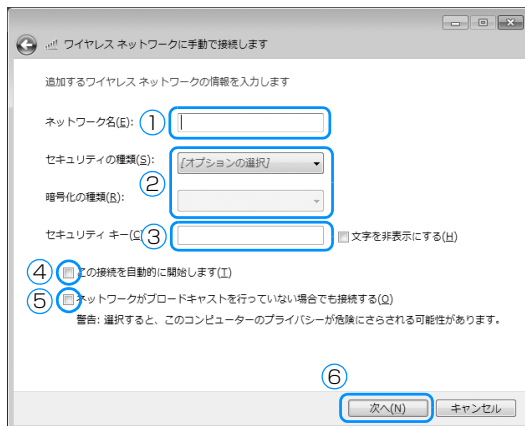 ワイヤレス ネットワークに手動で接続します
追加するワイヤレス ネットワークの情報を入力します
ネットワーク名(E): ①
セキュリティの種類(S): [オプションの選択]
②
暗号化の種類(R):
セキュリティ キー(C ③ 文字を非表示にする(H)
④ この接続を自動的に開始します(T)
⑤ ネットワークがブロードキャストを行っていない場合でも接続する(O)
警告: 選択すると、このコンピューターのプライバシーが危険にさらされる可能性があります。
⑥
次へ(N) キャンセル